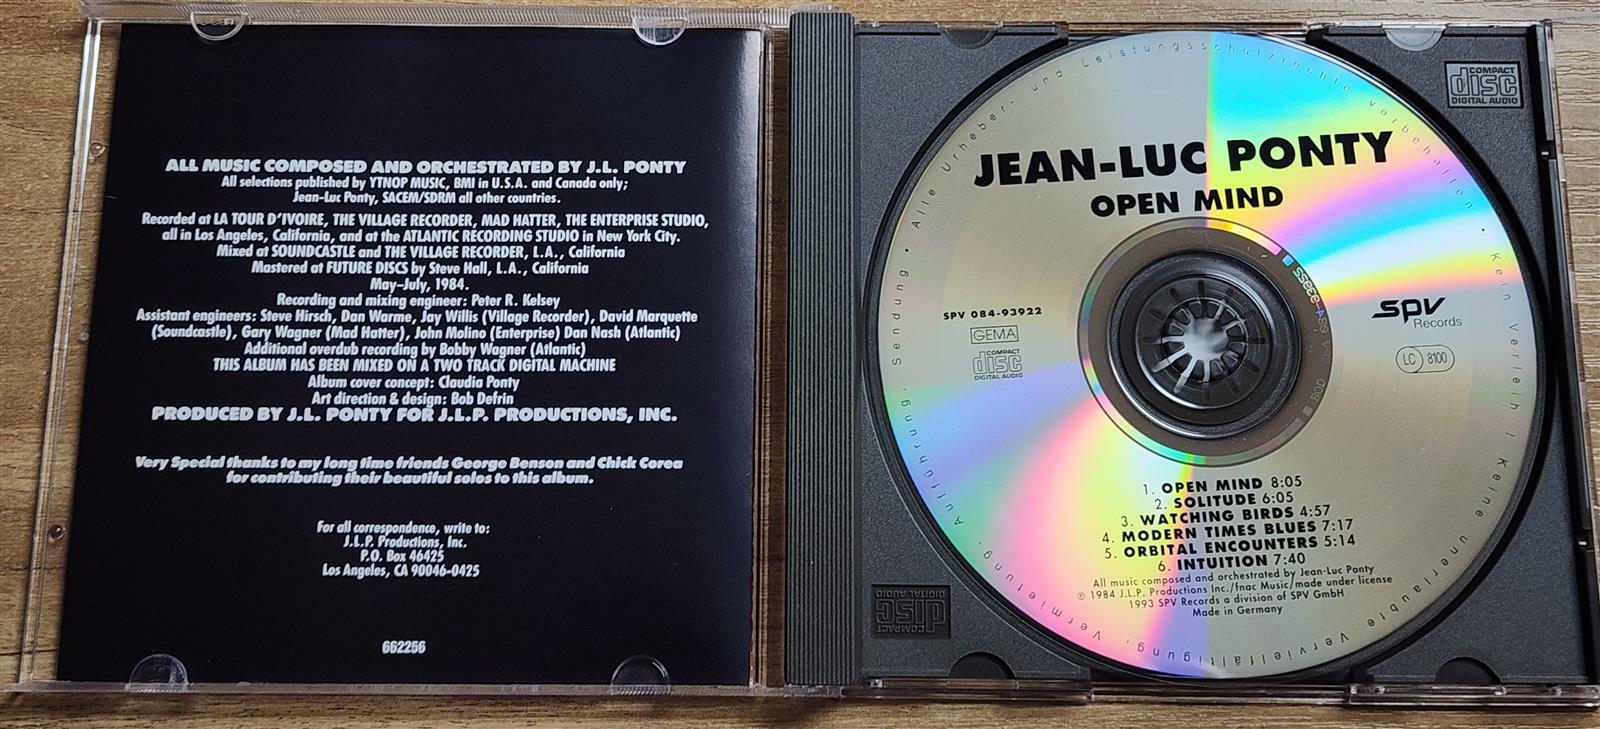 ALL MUSIC COMPOSED AND ORCHESTRATED BY J.L. PONTY
All selections published by YTNOP MUSIC, BMI in U.S.A. and Canada only;
Jean-Luc Ponty, SACEM/SDRM all other countries.
Recorded at LA TOUR D'IVOIRE, THE VILLAGE RECORDER, MAD HATTER, THE ENTERPRISE STUDIO,
all in Los Angeles, California, and at the ATLANTIC RECORDING STUDIO in New York City.
Mixed at SOUNDCASTLE and THE VILLAGE RECORDER, L.A., California
Mastered at FUTURE DISCS by Steve Hall, L.A., California
May-July, 1984.
Recording and mixing engineer: Peter R. Kelsey
Assistant engineers: Steve Hirsch, Dan Warme, Jay Willis (Village Recorder), David Marquette
(Soundcastle), Gary Wagner (Mad Hatter), John Molino (Enterprise) Dan Nash (Atlantic)
Additional overdub recording by Bobby Wagner (Atlantic)
THIS ALBUM HAS BEEN MIXED ON A TWO TRACK DIGITAL MACHINE
Album cover concept: Claudia Ponty
Art direction & design: Bob Defrin
PRODUCED BY J.L. PONTY FOR J.L.P. PRODUCTIONS, INC.
Very Special thanks to my long time friends George Benson and Chick Corea
for contributing their beautiful solos to this album.
For all correspondence, write to:
J.L.P. Productions, Inc.
P.O. Box 46425
Los Angeles, CA 90046-0425
662256
COMPACT
disc
DIGITAL AUDIO
JEAN-LUC PONTY
OPEN MIND
SPV 084-93922
GEMA
COMPACT
disc
DIGITAL AUDIO
spv
Records
LC 8100
1. OPEN MIND 8:05
2. SOLITUDE 6:05
3. WATCHING BIRDS 4:57
4. MODERN TIMES BLUES 7:17
5. ORBITAL ENCOUNTERS 5:14
6. INTUITION 7:40
All music composed and orchestrated by Jean-Luc Ponty
℗ 1984 J.L.P. Productions Inc./fnac Music/made under license
1993 SPV Records a division of SPV GmbH
Made in Germany
Alle Urheber- und Leistungsschutzrechte vorbehalten · Kein Verleih ! Keine unerlaubte Vervielfältigung, Vermietung, Aufführung, Sendung ·
COMPACT
disc
DIGITAL AUDIO